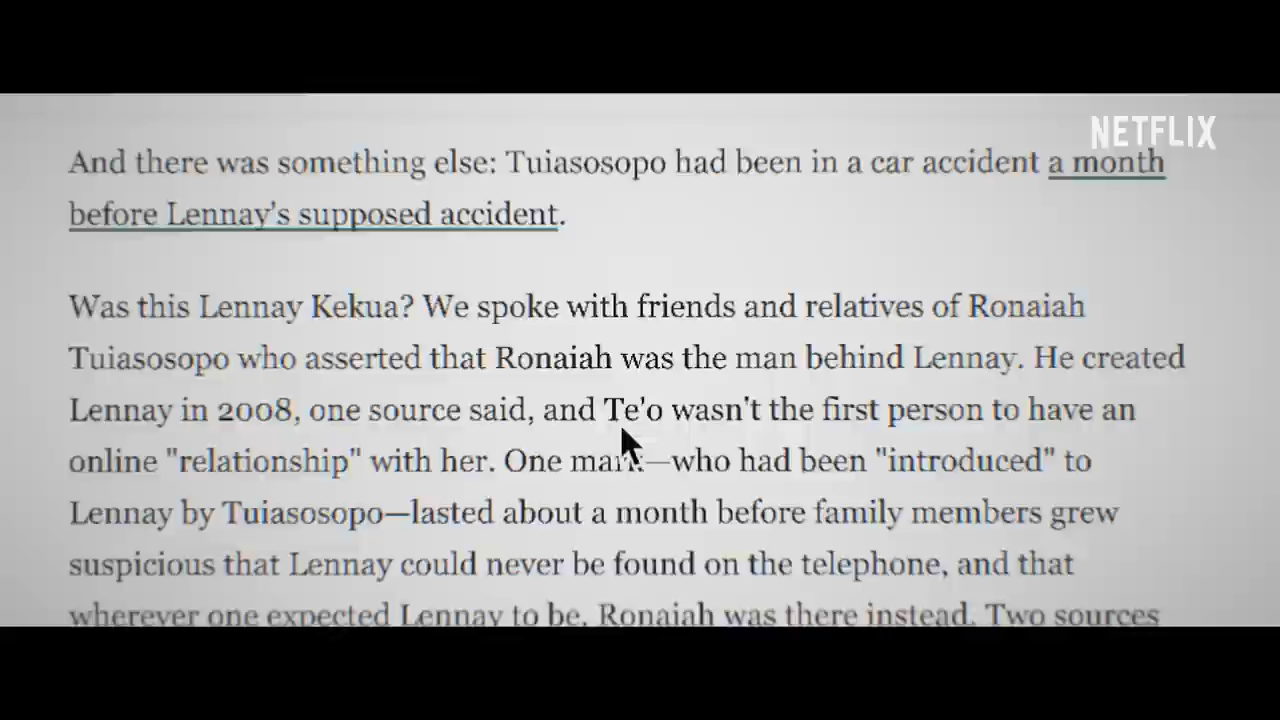 NETFLIX
And there was something else: Tuiasosopo had been in a car accident a month
before Lennay's supposed accident.
Was this Lennay Kekua? We spoke with friends and relatives of Ronaiah
Tuiasosopo who asserted that Ronaiah was the man behind Lennay. He created
Lennay in 2008, one source said, and Te'o wasn't the first person to have an
online "relationship" with her. One man—who had been "introduced" to
Lennay by Tuiasosopo—lasted about a month before family members grew
suspicious that Lennay could never be found on the telephone, and that
wherever one expected Lennay to be, Ronaiah was there instead. Two sources